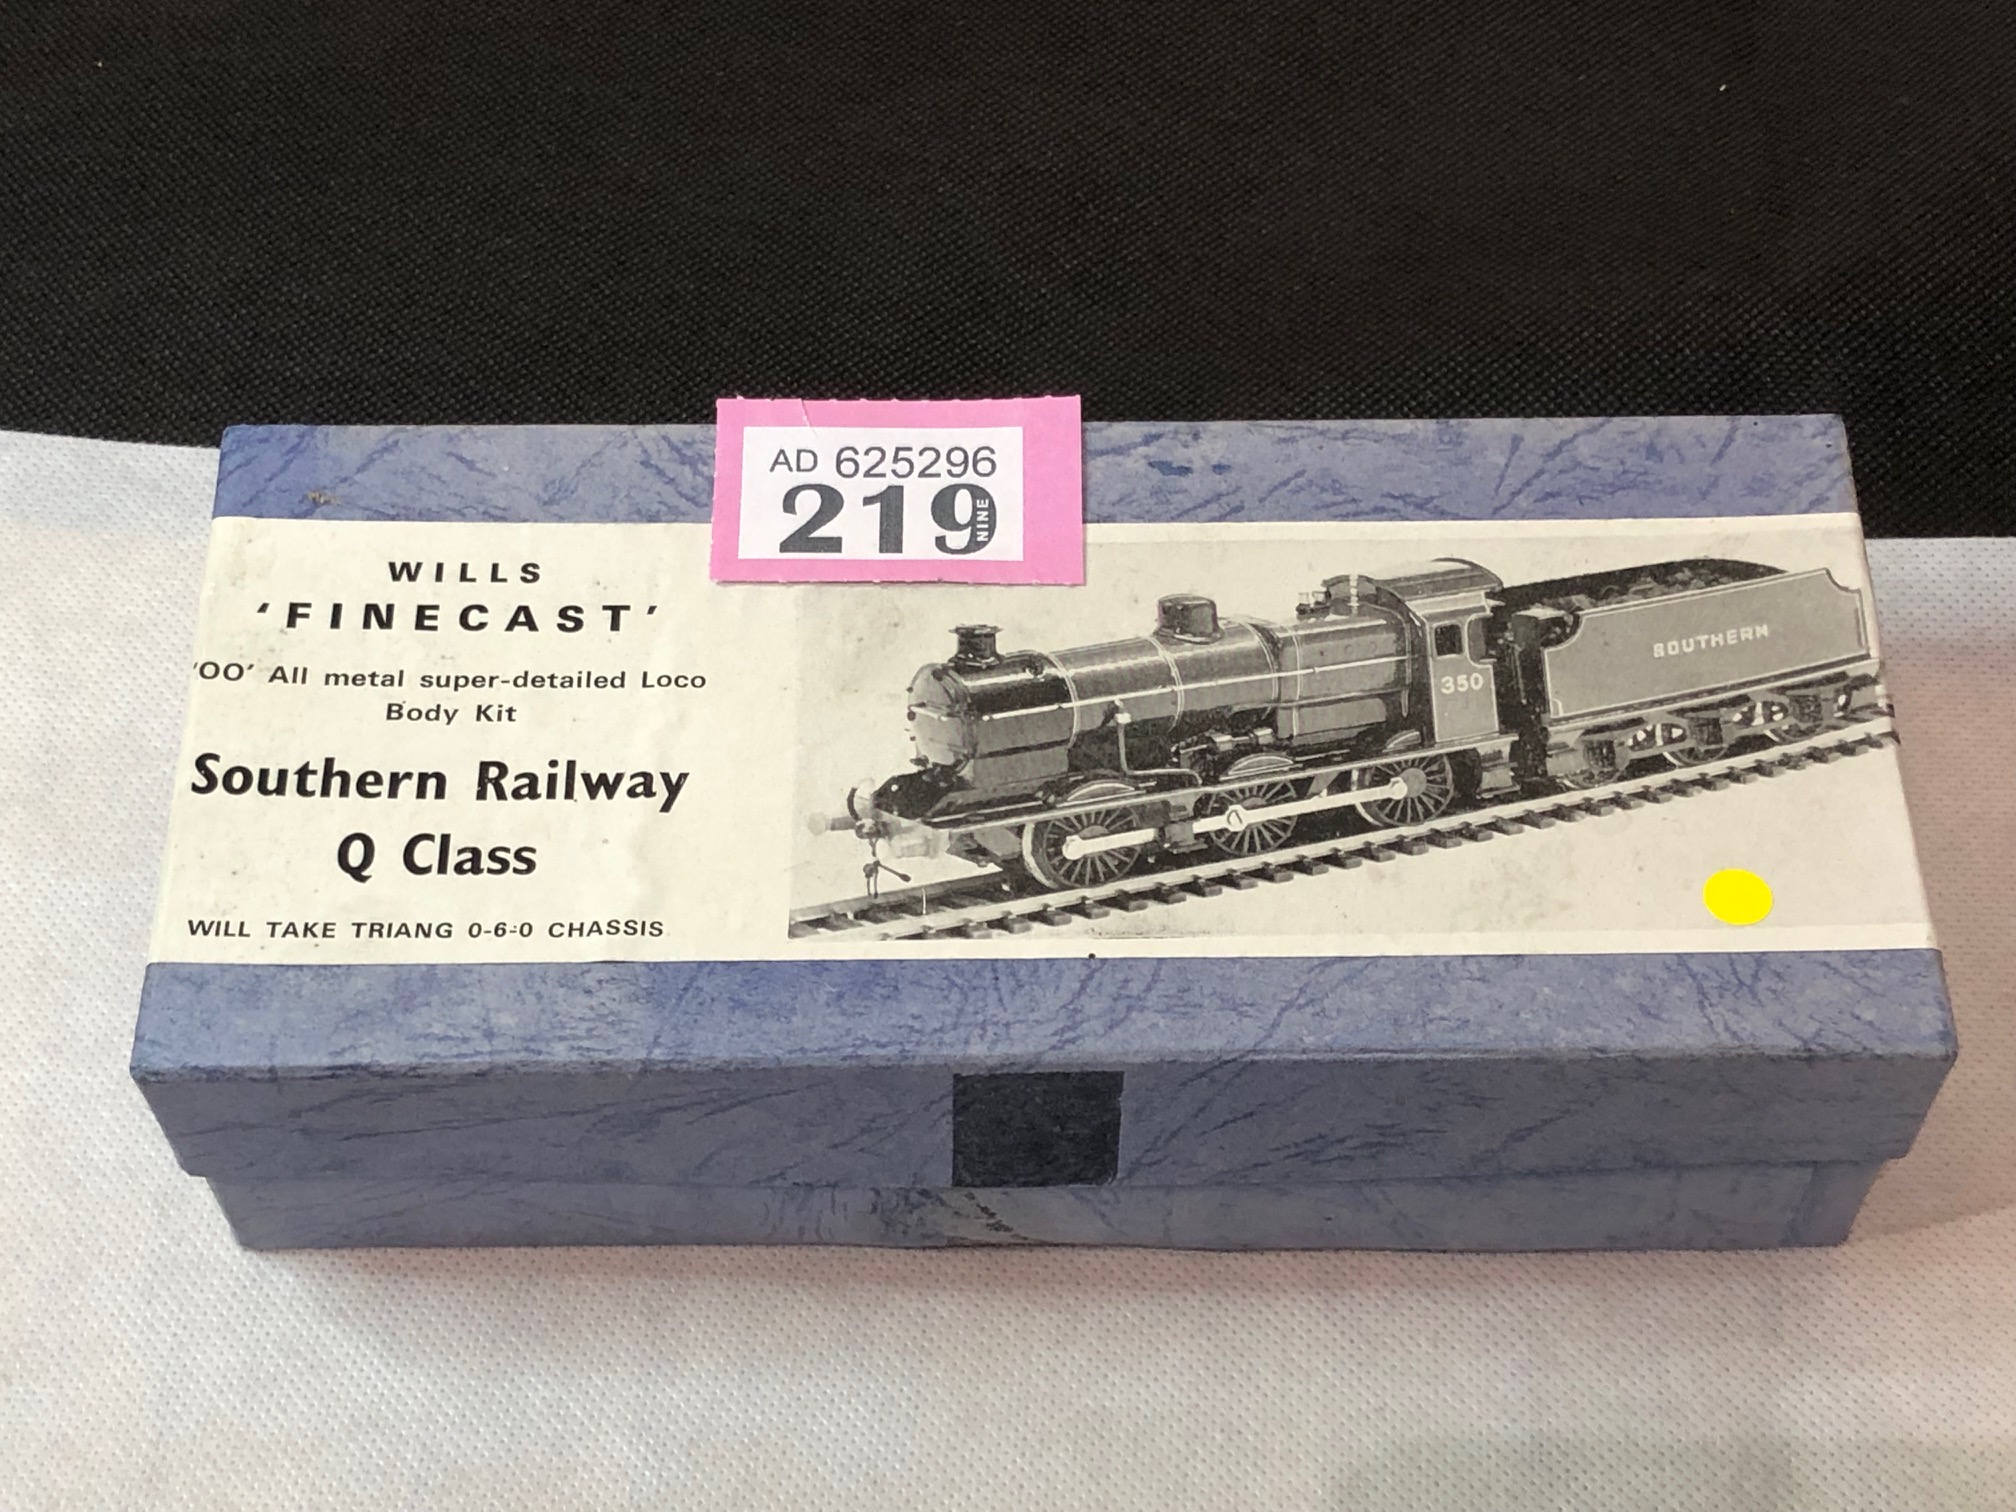 AD 625296
219 NINE
WILLS
'FINECAST'
'OO' All metal super-detailed Loco
Body Kit
Southern Railway
Q Class
WILL TAKE TRIANG 0-6-0 CHASSIS
350
SOUTHERN